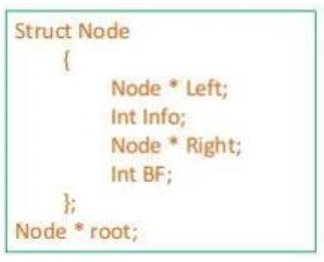 Struct Node
{
Node * Left;
Int Info;
Node * Right;
Int BF;
};
Node * root;